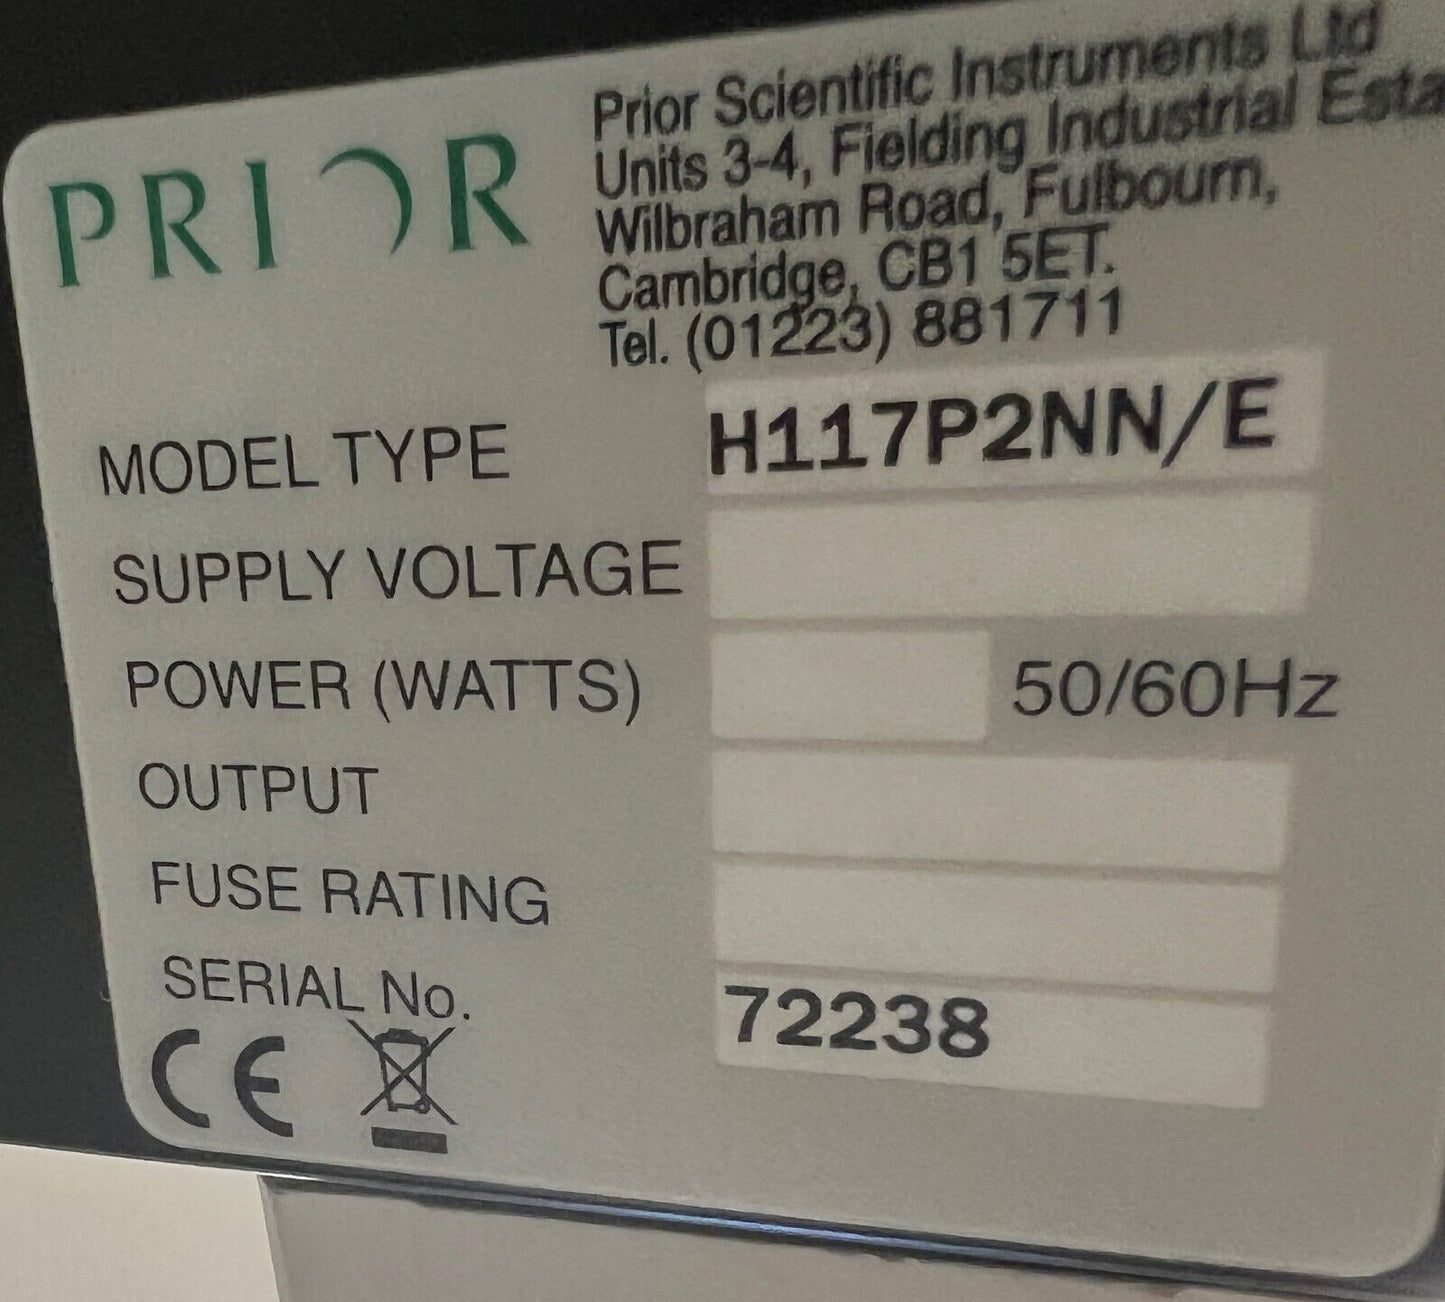 PRIOR
Prior Scientific Instruments Ltd
Units 3-4, Fielding Industrial Esta
Wilbraham Road, Fulbourn,
Cambridge, CB1 5ET.
Tel. (01223) 881711
MODEL TYPE H117P2NN/E
SUPPLY VOLTAGE
POWER (WATTS) 50/60Hz
OUTPUT
FUSE RATING
SERIAL No. 72238
CE